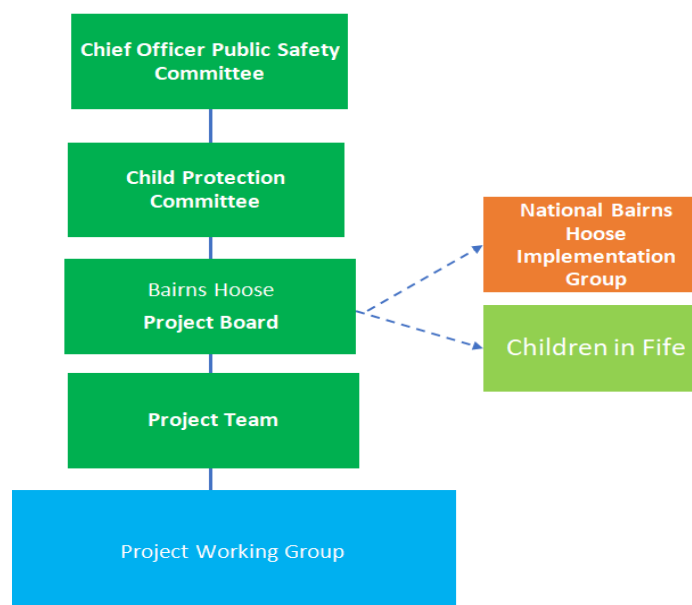 Chief Officer Public Safety
Committee
Child Protection
Committee
Bairns Hoose
Project Board
National Bairns
Hoose
Implementation
Group
Children in Fife
Project Team
Project Working Group